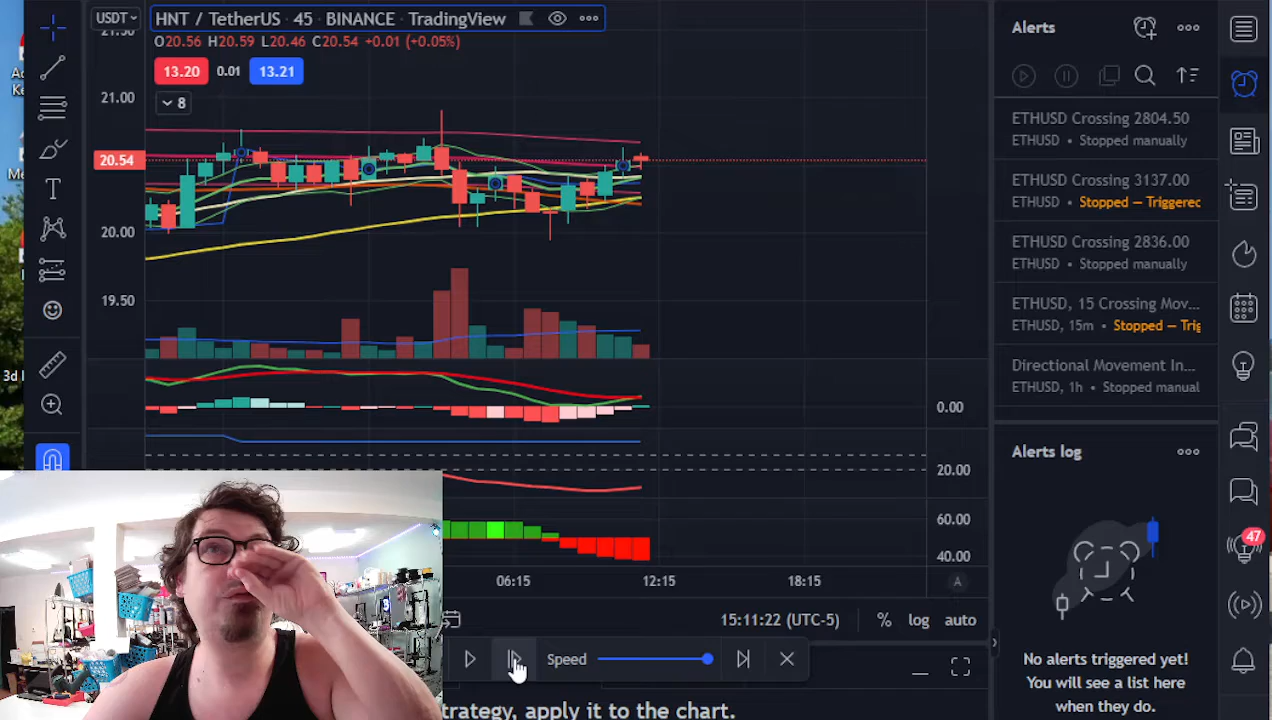 USDT
HNT / TetherUS · 45 · BINANCE · TradingView
O20.56 H20.59 L20.46 C20.54 +0.01 (+0.05%)
13.20 0.01 13.21
8
21.50
21.00
20.54
20.00
19.50
0.00
20.00
60.00
40.00
06:15 12:15 18:15 A
15:11:22 (UTC-5) % log auto
Speed
trategy, apply it to the chart.
3d
Alerts
ETHUSD Crossing 2804.50
ETHUSD • Stopped manually
ETHUSD Crossing 3137.00
ETHUSD • Stopped — Triggered
ETHUSD Crossing 2836.00
ETHUSD • Stopped manually
ETHUSD, 15 Crossing Mov...
ETHUSD, 15m • Stopped — Trig
Directional Movement In...
ETHUSD, 1h • Stopped manual
Alerts log
47
No alerts triggered yet!
You will see a list here
when they do.